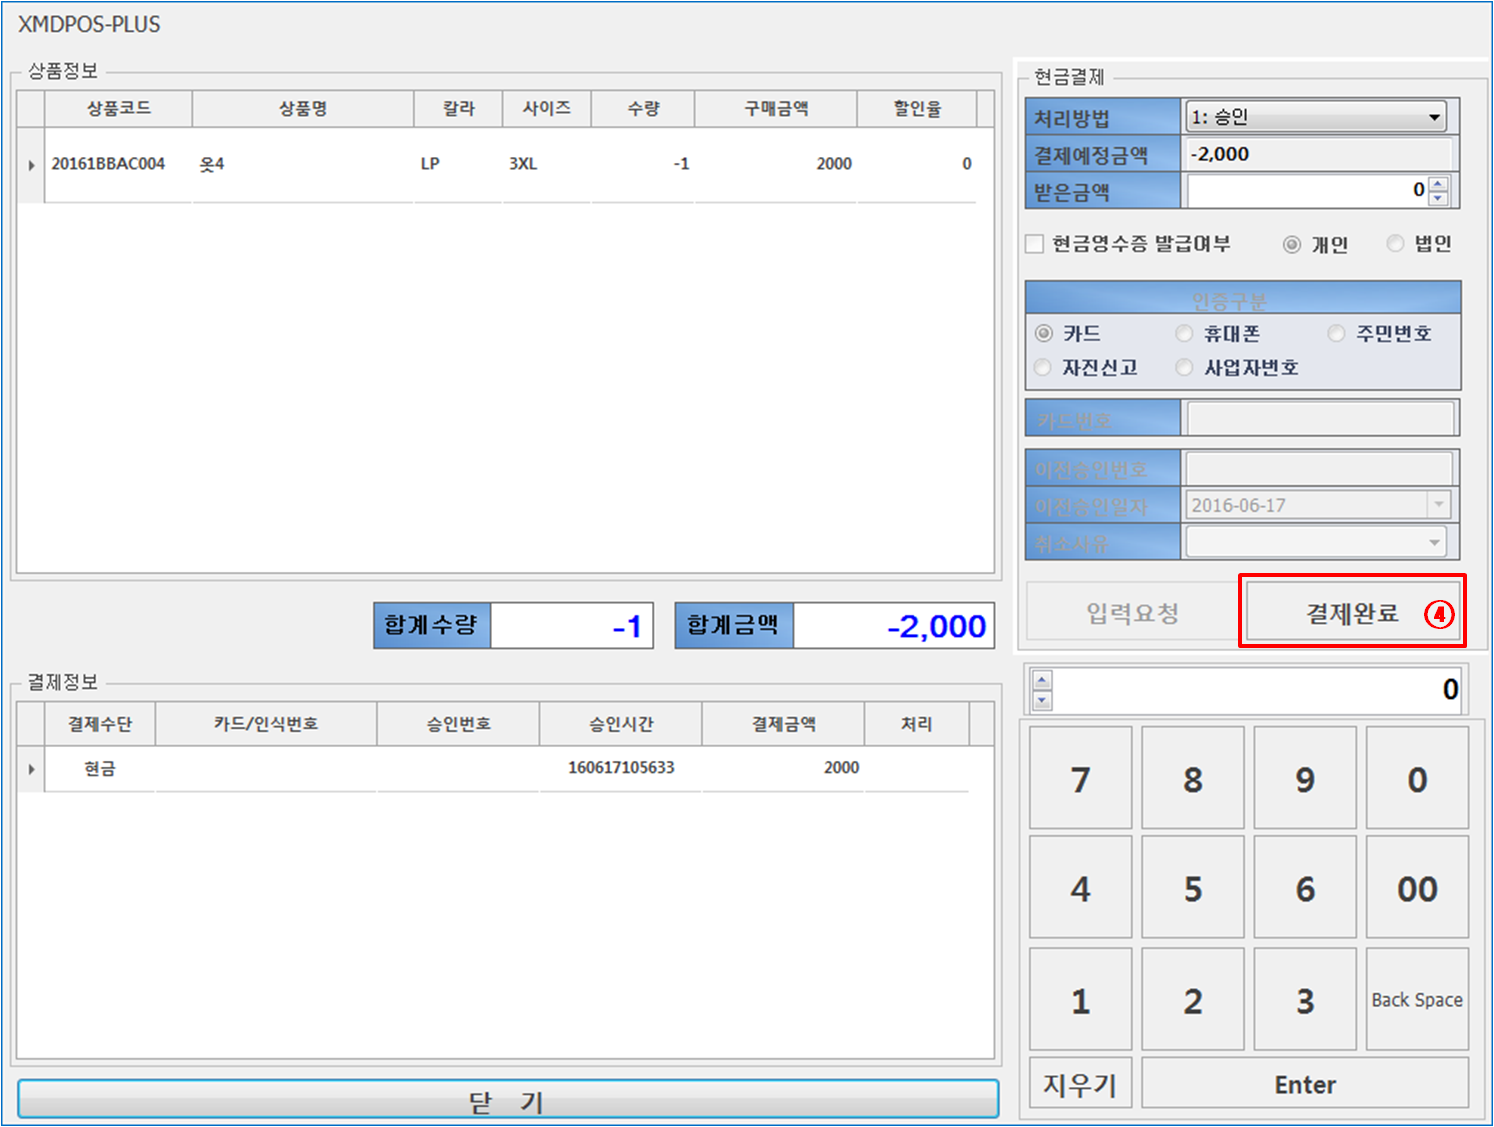 XMDPOS-PLUS
상품정보
상품코드 상품명 칼라 사이즈 수량 구매금액 할인율
20161BBAC004 옷4 LP 3XL -1 2000 0
합계수량 -1 합계금액 -2,000
결제정보
결제수단 카드/인식번호 승인번호 승인시간 결제금액 처리
현금 160617105633 2000
닫 기
현금결제
처리방법 1: 승인
결제예정금액 -2,000
받은금액 0
현금영수증 발급여부 개인 법인
인증구분
카드 휴대폰 주민번호
자진신고 사업자번호
카드번호
이전승인번호
이전승인일자 2016-06-17
취소사유
입력요청 결제완료 ④
0
7 8 9 0
4 5 6 00
1 2 3 Back Space
지우기 Enter